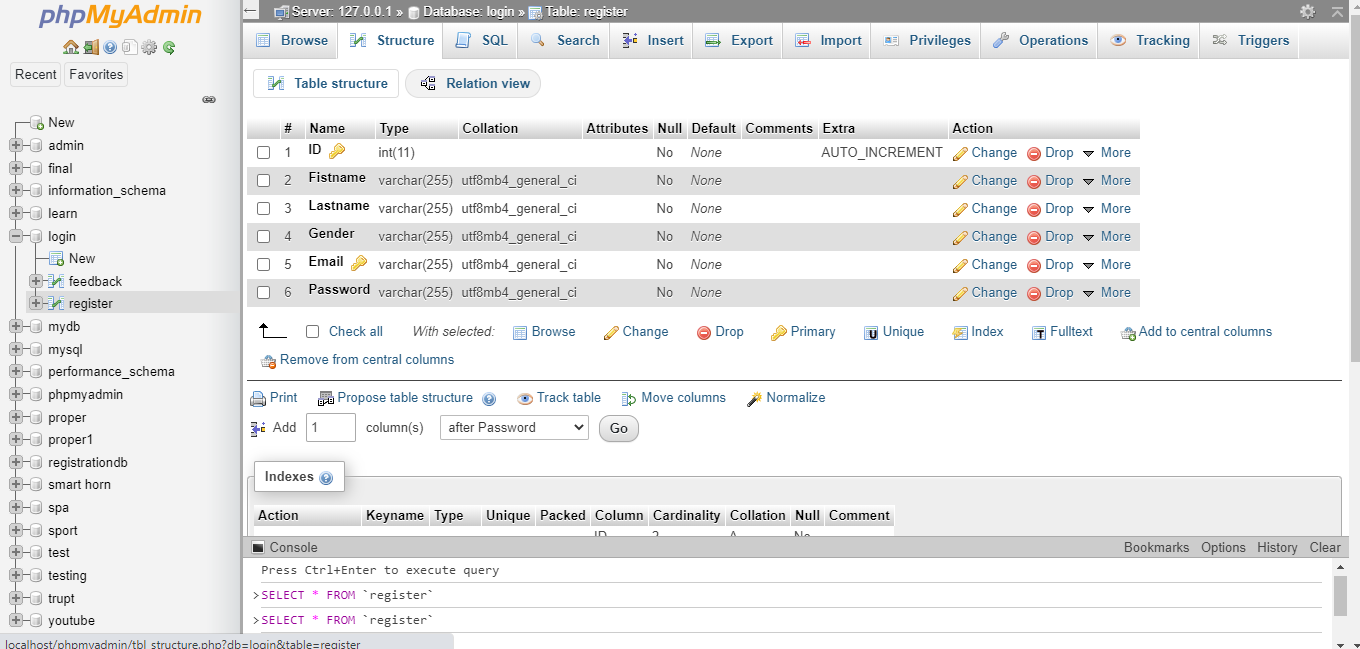 phpMyAdmin
Recent Favorites
New
admin
final
information_schema
learn
login
New
feedback
register
mydb
mysql
performance_schema
phpmyadmin
proper
proper1
registrationdb
smart horn
spa
sport
test
testing
trupt
youtube
localhost/phpmyadmin/tbl_structure.php?db=login&table=register
Server: 127.0.0.1 » Database: login » Table: register
Browse Structure SQL Search Insert Export Import Privileges Operations Tracking Triggers
Table structure Relation view
# Name Type Collation Attributes Null Default Comments Extra Action
1 ID int(11) No None AUTO_INCREMENT Change Drop More
2 Fistname varchar(255) utf8mb4_general_ci No None Change Drop More
3 Lastname varchar(255) utf8mb4_general_ci No None Change Drop More
4 Gender varchar(255) utf8mb4_general_ci No None Change Drop More
5 Email varchar(255) utf8mb4_general_ci No None Change Drop More
6 Password varchar(255) utf8mb4_general_ci No None Change Drop More
Check all With selected: Browse Change Drop Primary Unique Index Fulltext Add to central columns
Remove from central columns
Print Propose table structure Track table Move columns Normalize
Add 1 column(s) after Password Go
Indexes
Action Keyname Type Unique Packed Column Cardinality Collation Null Comment
ID 2 A No
Console Bookmarks Options History Clear
Press Ctrl+Enter to execute query
>SELECT * FROM `register`
>SELECT * FROM `register`